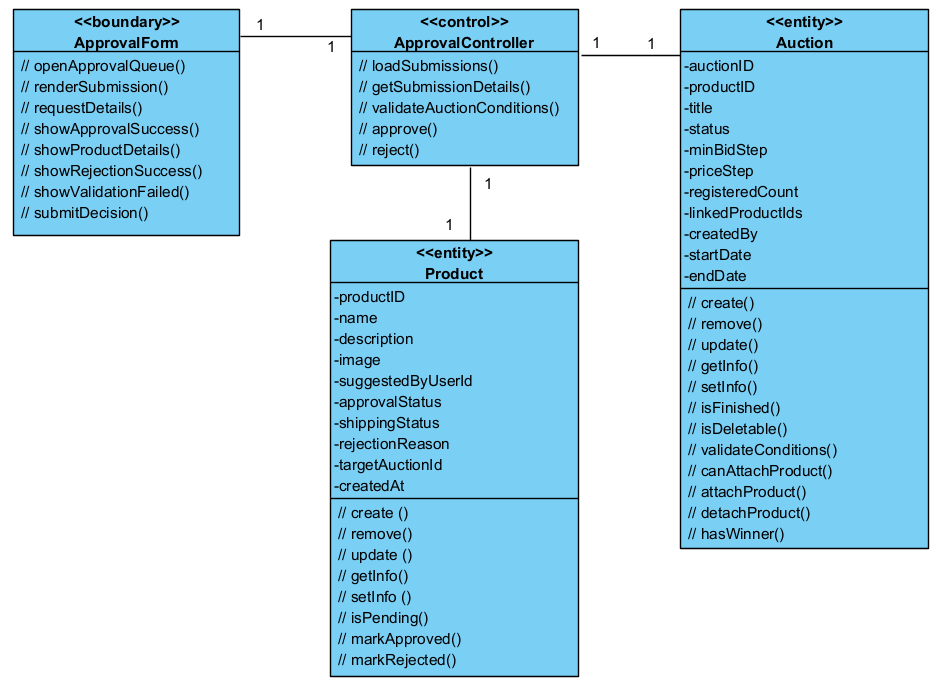 <<boundary>>
ApprovalForm
// openApprovalQueue()
// renderSubmission()
// requestDetails()
// showApprovalSuccess()
// showProductDetails()
// showRejectionSuccess()
// showValidationFailed()
// submitDecision()
1
1
<<control>>
ApprovalController
// loadSubmissions()
// getSubmissionDetails()
// validateAuctionConditions()
// approve()
// reject()
1
1
<<entity>>
Auction
-auctionID
-productID
-title
-status
-minBidStep
-priceStep
-registeredCount
-linkedProductIds
-createdBy
-startDate
-endDate
// create()
// remove()
// update()
// getInfo()
// setInfo()
// isFinished()
// isDeletable()
// validateConditions()
// canAttachProduct()
// attachProduct()
// detachProduct()
// hasWinner()
1
1
<<entity>>
Product
-productID
-name
-description
-image
-suggestedByUserId
-approvalStatus
-shippingStatus
-rejectionReason
-targetAuctionId
-createdAt
// create ()
// remove()
// update ()
// getInfo()
// setInfo ()
// isPending()
// markApproved()
// markRejected()